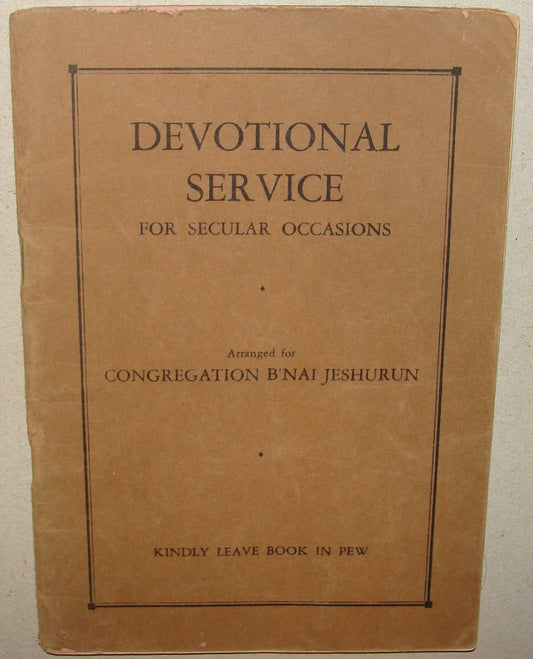 DEVOTIONAL
SERVICE
FOR SECULAR OCCASIONS
Arranged for
CONGREGATION B'NAI JESHURUN
KINDLY LEAVE BOOK IN PEW